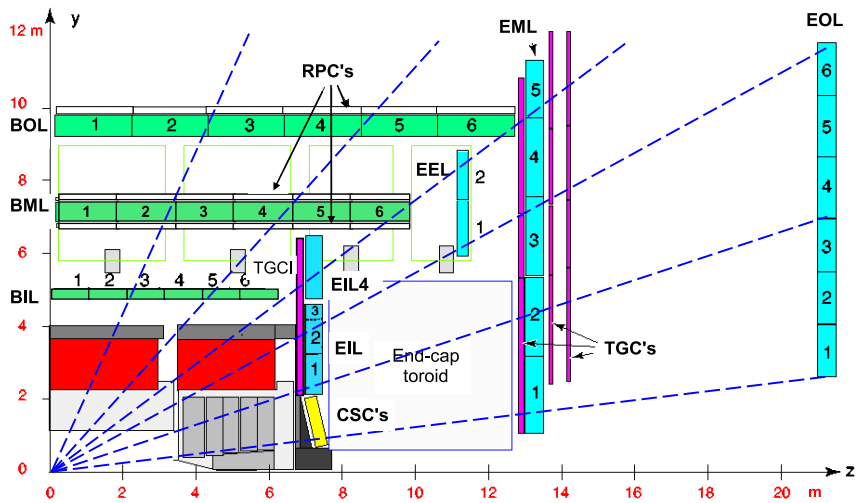 y
12 m
EML
EOL
RPC's
6
10
5
BOL
1 2 3 4 5 6
5
8
EEL
2
4
4
BML
1 2 3 4 5 6
1
6
TGCI
3
3
EIL4
1 2 3 4 5 6
BIL
2
4
3
2
EIL
2
TGC's
1
End-cap
toroid
1
1
2
CSC's
0
z
0 2 4 6 8 10 12 14 16 18 20 m